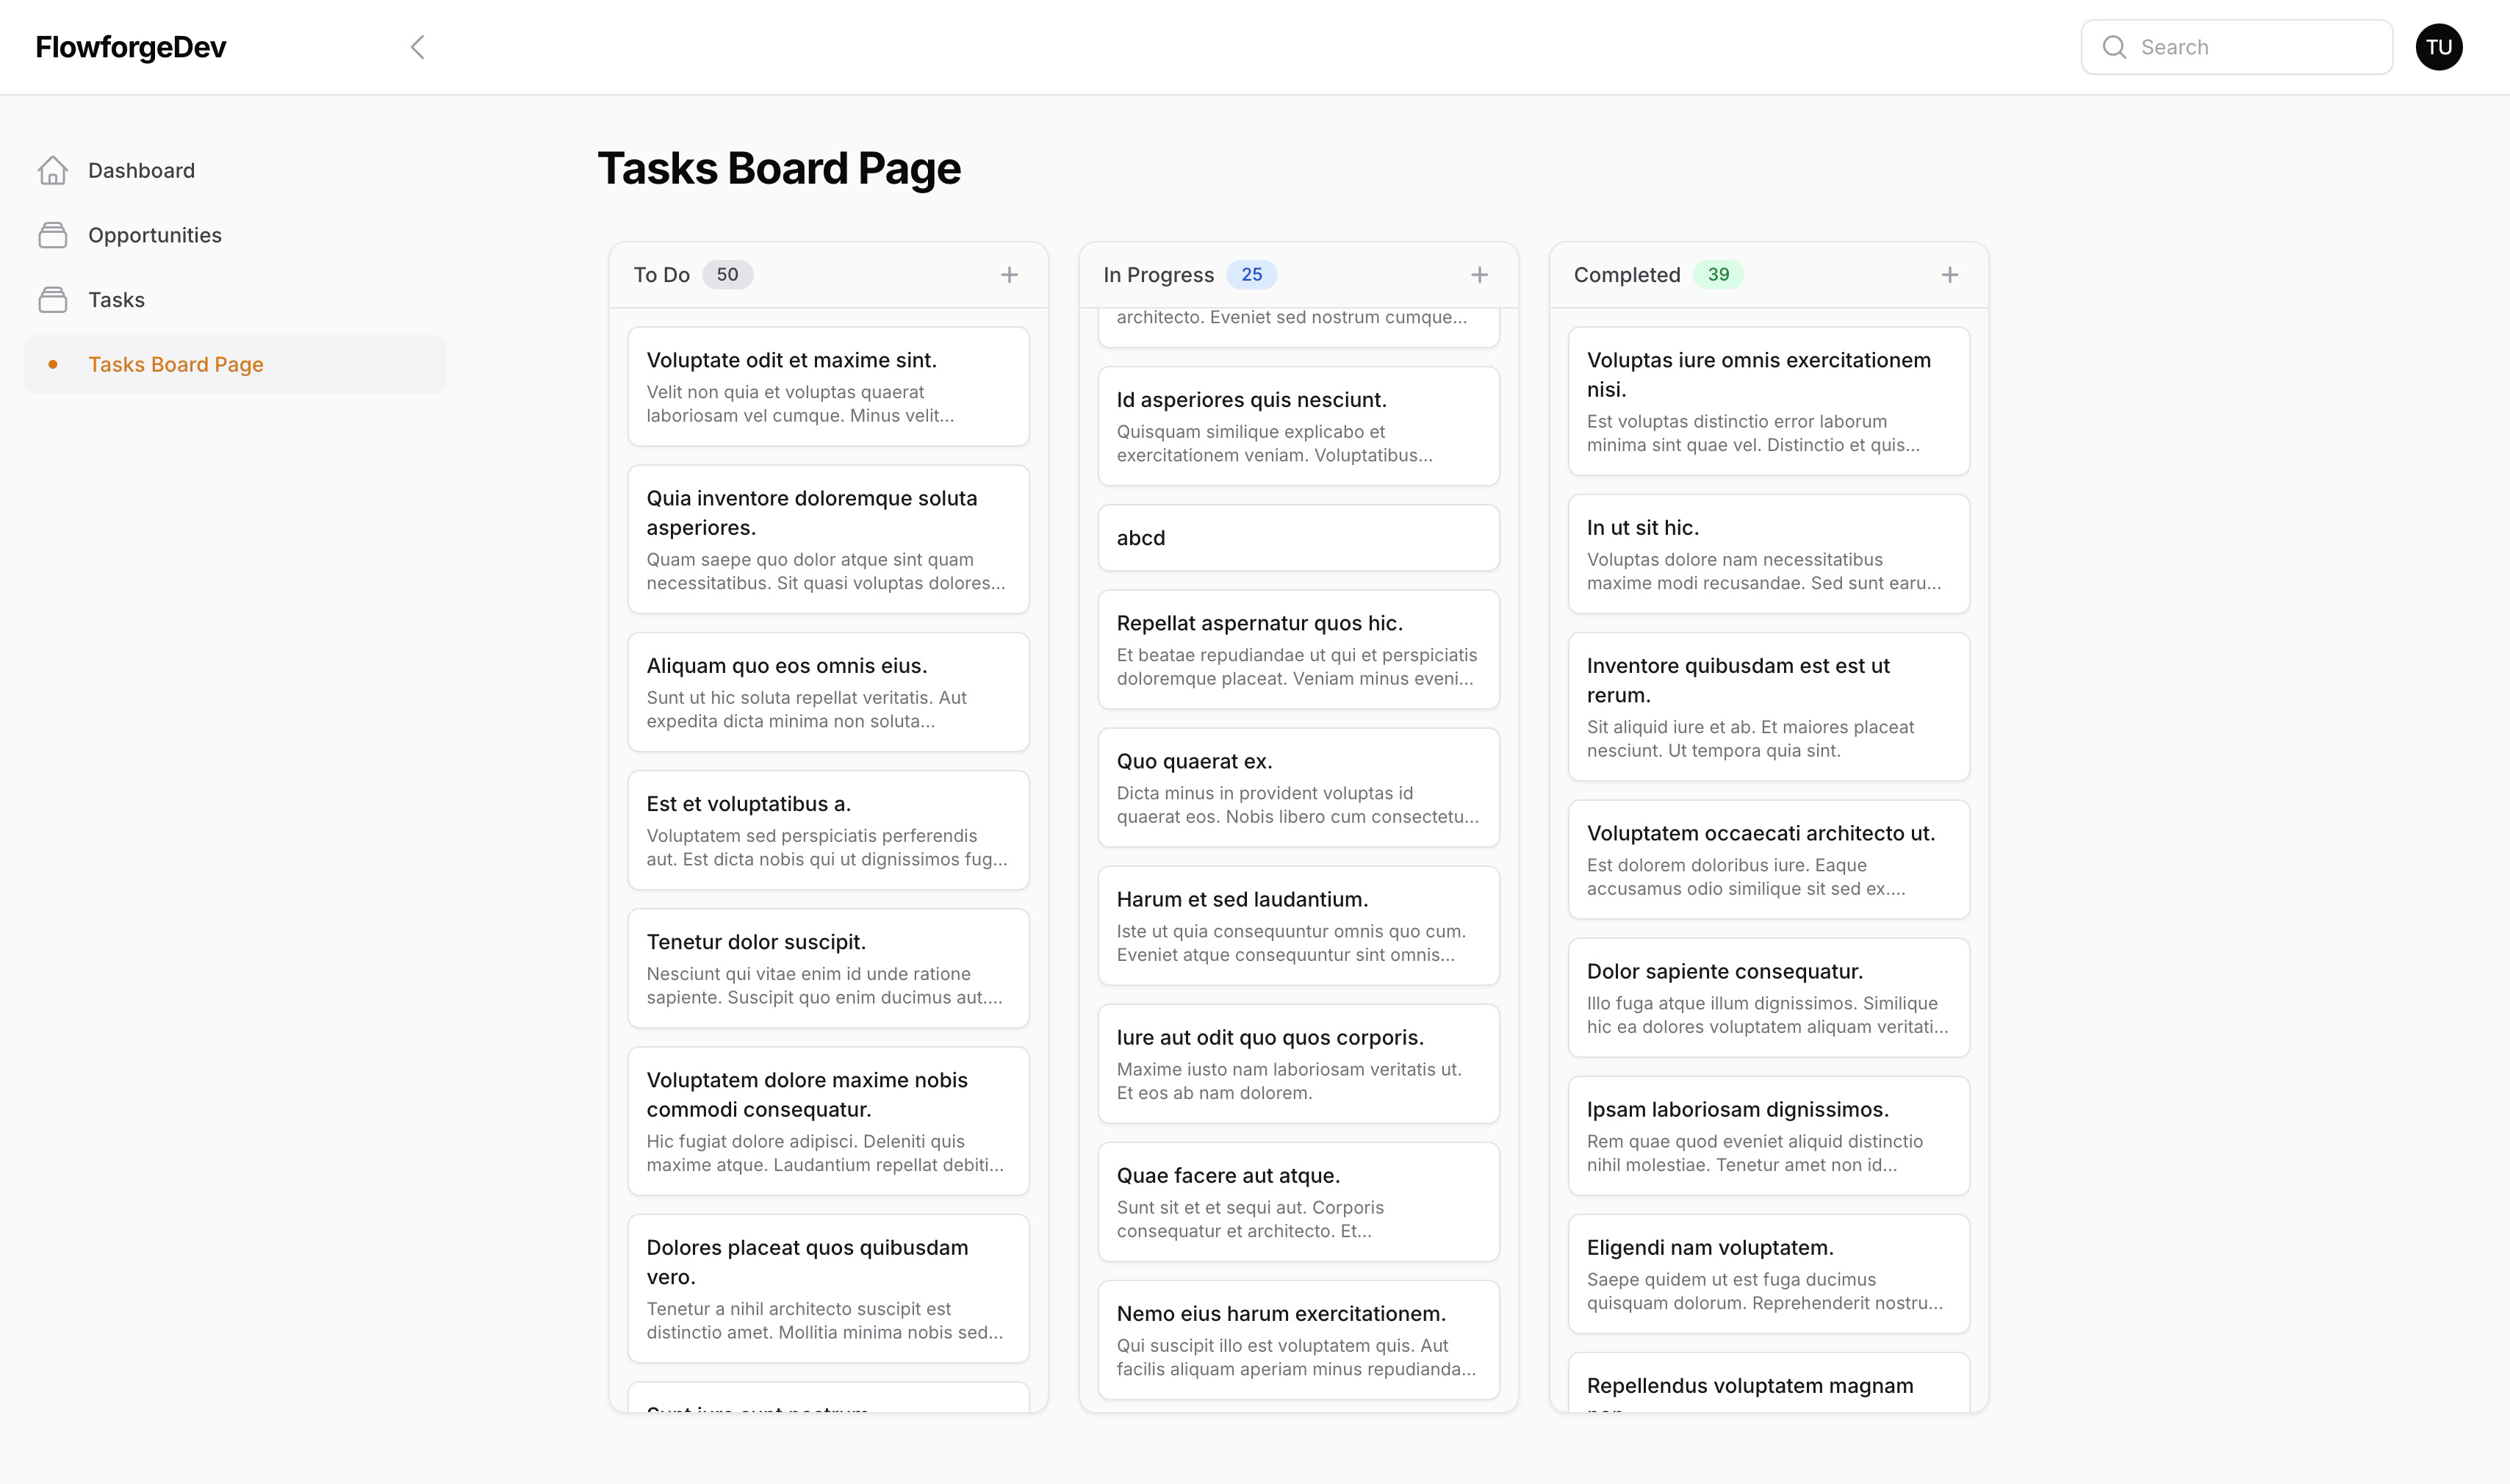 FlowforgeDev
Search
TU
Dashboard
Opportunities
Tasks
Tasks Board Page
Tasks Board Page
To Do 50
Voluptate odit et maxime sint.
Velit non quia et voluptas quaerat
laboriosam vel cumque. Minus velit...
Quia inventore doloremque soluta
asperiores.
Quam saepe quo dolor atque sint quam
necessitatibus. Sit quasi voluptas dolores...
Aliquam quo eos omnis eius.
Sunt ut hic soluta repellat veritatis. Aut
expedita dicta minima non soluta...
Est et voluptatibus a.
Voluptatem sed perspiciatis perferendis
aut. Est dicta nobis qui ut dignissimos fug...
Tenetur dolor suscipit.
Nesciunt qui vitae enim id unde ratione
sapiente. Suscipit quo enim ducimus aut....
Voluptatem dolore maxime nobis
commodi consequatur.
Hic fugiat dolore adipisci. Deleniti quis
maxime atque. Laudantium repellat debiti...
Dolores placeat quos quibusdam
vero.
Tenetur a nihil architecto suscipit est
distinctio amet. Mollitia minima nobis sed...
In Progress 25
architecto. Eveniet sed nostrum cumque...
Id asperiores quis nesciunt.
Quisquam similique explicabo et
exercitationem veniam. Voluptatibus...
abcd
Repellat aspernatur quos hic.
Et beatae repudiandae ut qui et perspiciatis
doloremque placeat. Veniam minus eveni...
Quo quaerat ex.
Dicta minus in provident voluptas id
quaerat eos. Nobis libero cum consectetu...
Harum et sed laudantium.
Iste ut quia consequuntur omnis quo cum.
Eveniet atque consequuntur sint omnis...
Iure aut odit quo quos corporis.
Maxime iusto nam laboriosam veritatis ut.
Et eos ab nam dolorem.
Quae facere aut atque.
Sunt sit et et sequi aut. Corporis
consequatur et architecto. Et...
Nemo eius harum exercitationem.
Qui suscipit illo est voluptatem quis. Aut
facilis aliquam aperiam minus repudianda...
Completed 39
Voluptas iure omnis exercitationem
nisi.
Est voluptas distinctio error laborum
minima sint quae vel. Distinctio et quis...
In ut sit hic.
Voluptas dolore nam necessitatibus
maxime modi recusandae. Sed sunt earu...
Inventore quibusdam est est ut
rerum.
Sit aliquid iure et ab. Et maiores placeat
nesciunt. Ut tempora quia sint.
Voluptatem occaecati architecto ut.
Est dolorem doloribus iure. Eaque
accusamus odio similique sit sed ex....
Dolor sapiente consequatur.
Illo fuga atque illum dignissimos. Similique
hic ea dolores voluptatem aliquam veritati...
Ipsam laboriosam dignissimos.
Rem quae quod eveniet aliquid distinctio
nihil molestiae. Tenetur amet non id...
Eligendi nam voluptatem.
Saepe quidem ut est fuga ducimus
quisquam dolorum. Reprehenderit nostru...
Repellendus voluptatem magnam